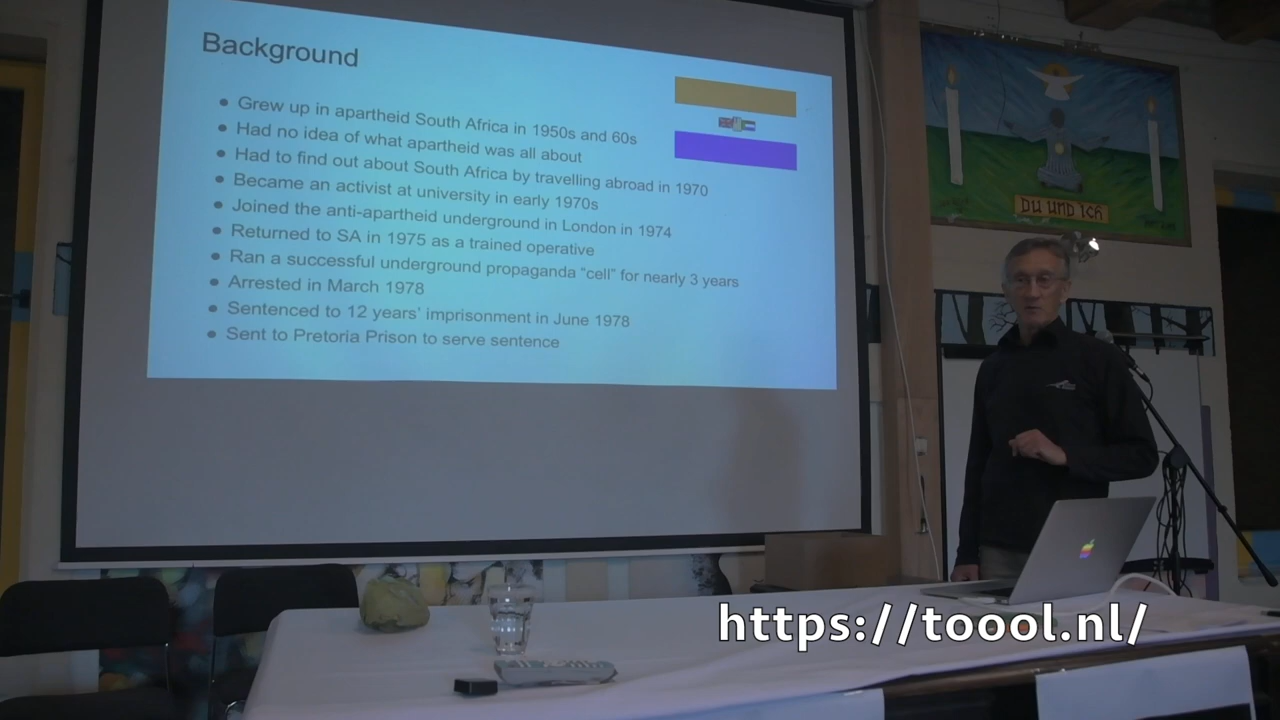 Background
Grew up in apartheid South Africa in 1950s and 60s
Had no idea of what apartheid was all about
Had to find out about South Africa by travelling abroad in 1970
Became an activist at university in early 1970s
Joined the anti-apartheid underground in London in 1974
Returned to SA in 1975 as a trained operative
Ran a successful underground propaganda "cell" for nearly 3 years
Arrested in March 1978
Sentenced to 12 years' imprisonment in June 1978
Sent to Pretoria Prison to serve sentence
DU UND ICH
https://toool.nl/